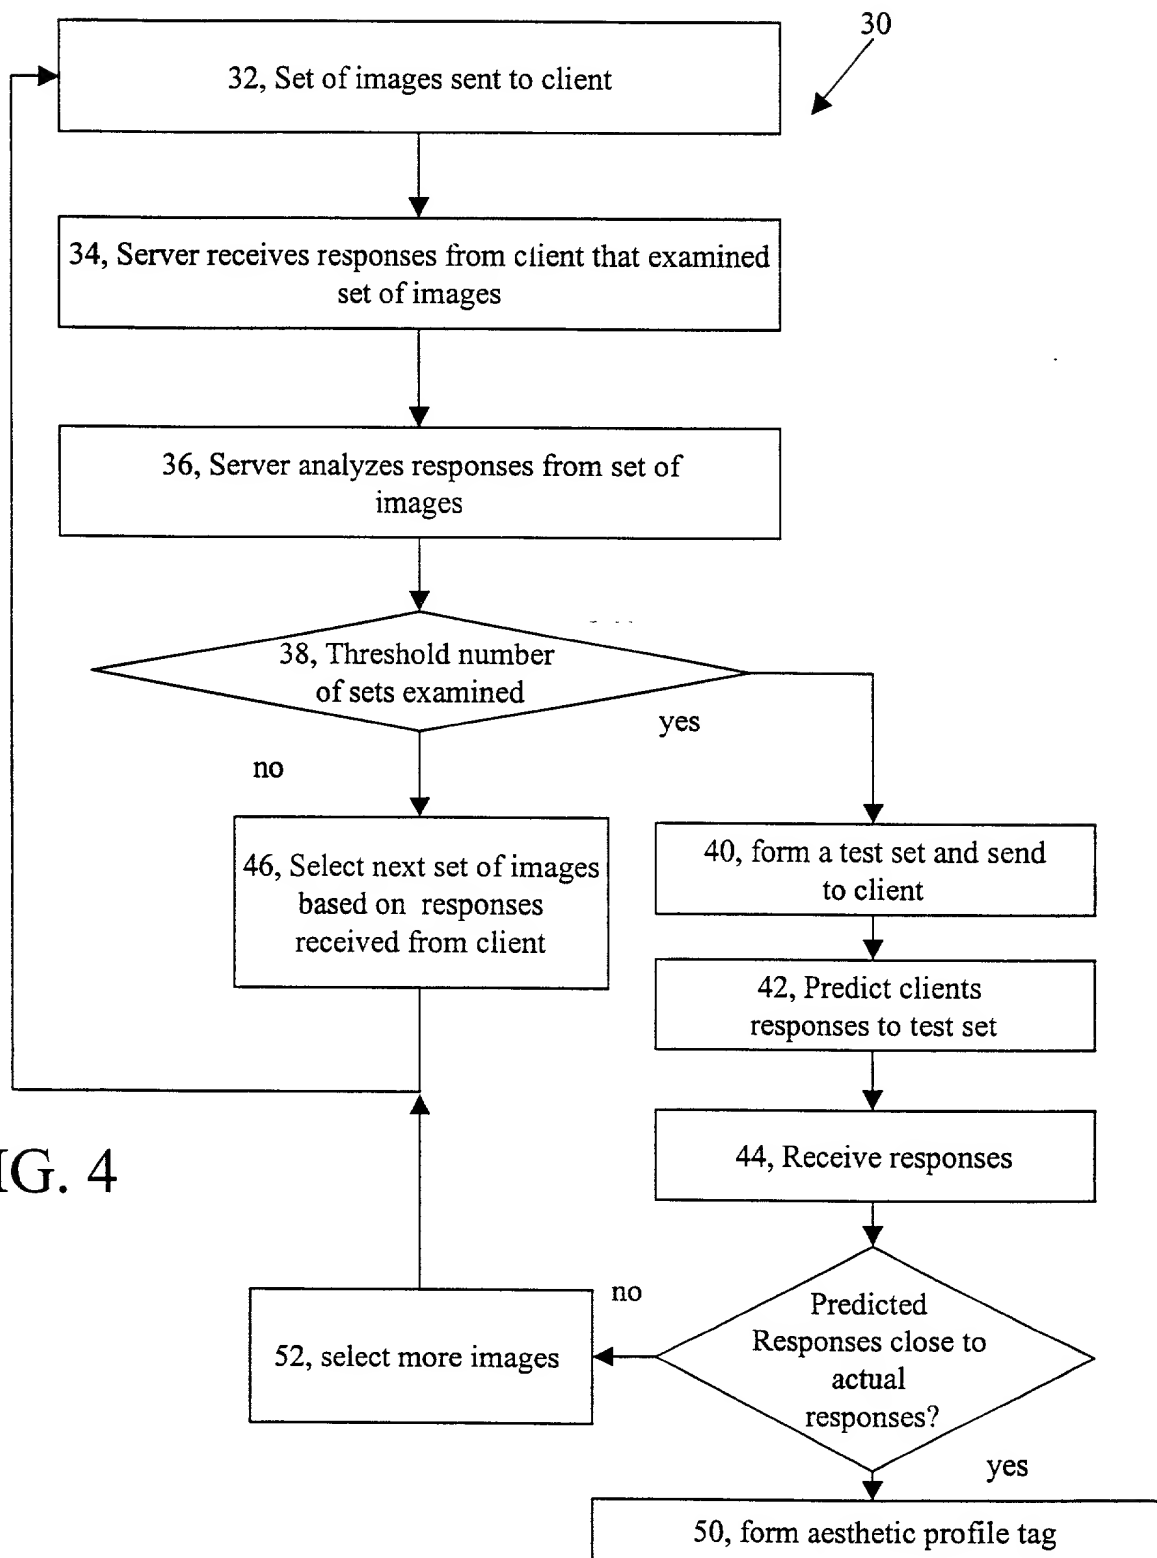 30
32, Set of images sent to client
34, Server receives responses from client that examined
set of images
36, Server analyzes responses from set of
images
38, Threshold number
of sets examined
yes
no
46, Select next set of images
based on responses
received from client
40, form a test set and send
to client
42, Predict clients
responses to test set
44, Receive responses
IG. 4
no
52, select more images
Predicted
Responses close to
actual
responses?
yes
50, form aesthetic profile tag